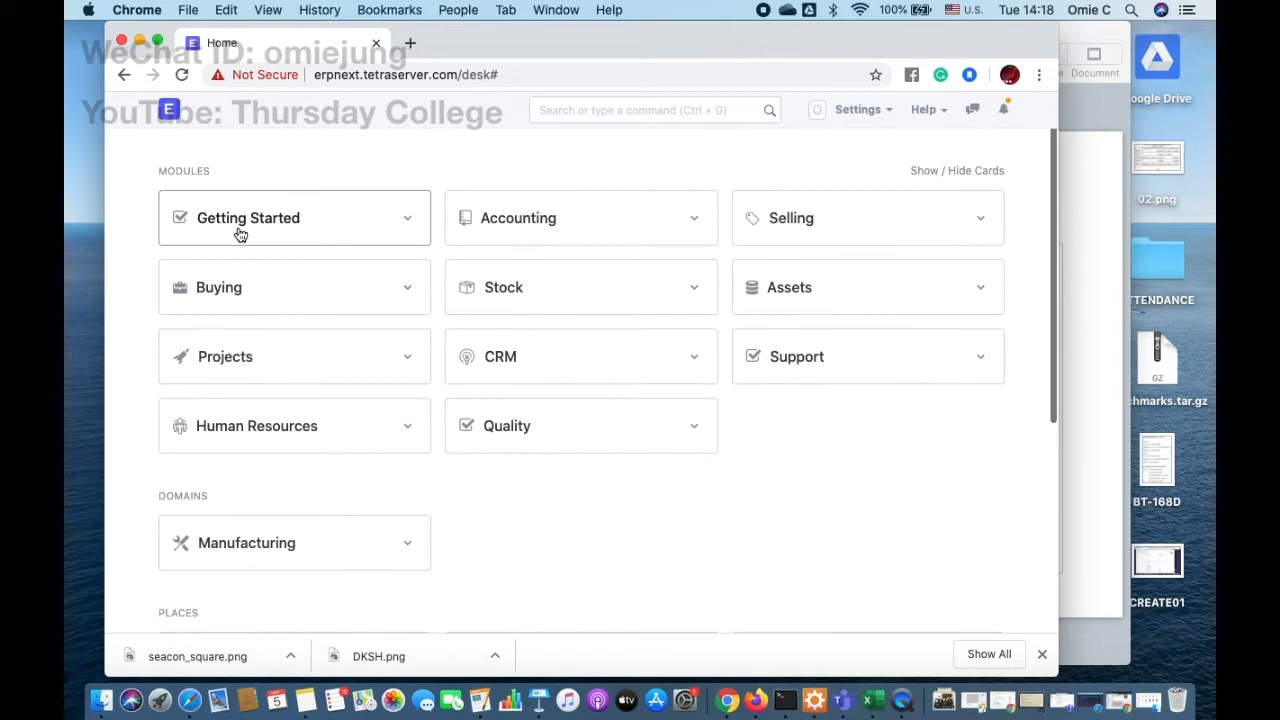 Chrome File Edit View History Bookmarks People Tab Window Help 100% U.S. Tue 14:18 Omie C
WeChat ID: omiejung
Home
Not Secure erpnext.tetraserver.com/desk#
Document
YouTube: Thursday College
E
Search or type a command (Ctrl + G)
O Settings Help
MODULES
Show / Hide Cards
Getting Started
Accounting
Selling
Buying
Stock
Assets
Projects
CRM
Support
Human Resources
Quality
DOMAINS
Manufacturing
PLACES
seacon_square.png
DKSH.png
Show All
oogle Drive
02.png
TTENDANCE
GZ
chmarks.tar.gz
BT-168D
CREATE01